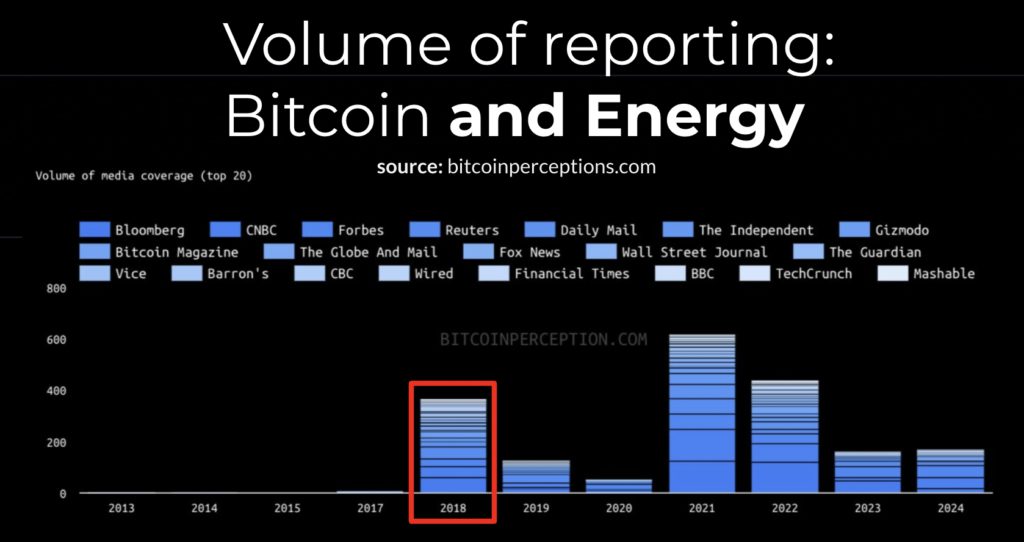 Volume of reporting:
Bitcoin and Energy
source: bitcoinperceptions.com
Volume of media coverage (top 20)
Bloomberg CNBC Forbes Reuters Daily Mail The Independent Gizmodo
Bitcoin Magazine The Globe And Mail Fox News Wall Street Journal The Guardian
Vice Barron's CBC Wired Financial Times BBC TechCrunch Mashable
800
BITCOINPERCEPTION.COM
600
400
200
0
2013 2014 2015 2017 2018 2019 2020 2021 2022 2023 2024